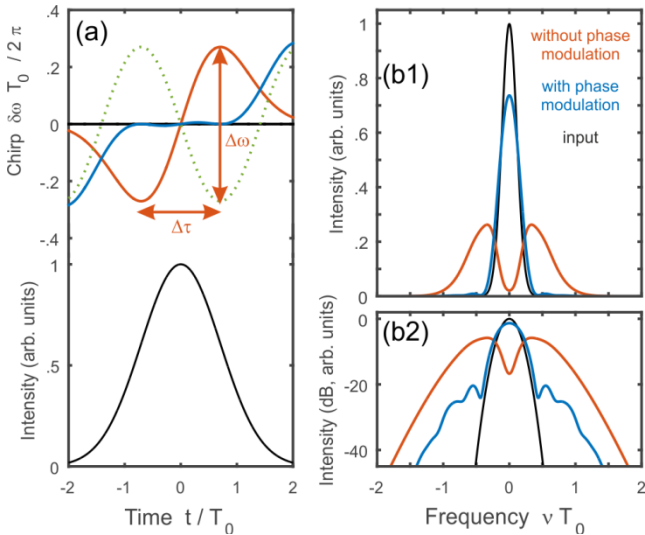 (a)
Chirp δω T0 / 2 π
.4
.2
0
-.2
-.4
Δω
Δτ
Intensity (arb. units)
1
.5
0
-2
-1
0
1
2
Time t / T0
(b1)
without phase
modulation
with phase
modulation
input
Intensity (arb. units)
1
.8
.6
.4
.2
0
(b2)
Intensity (dB, arb. units)
0
-20
-40
-2
-1
0
1
2
Frequency ν T0